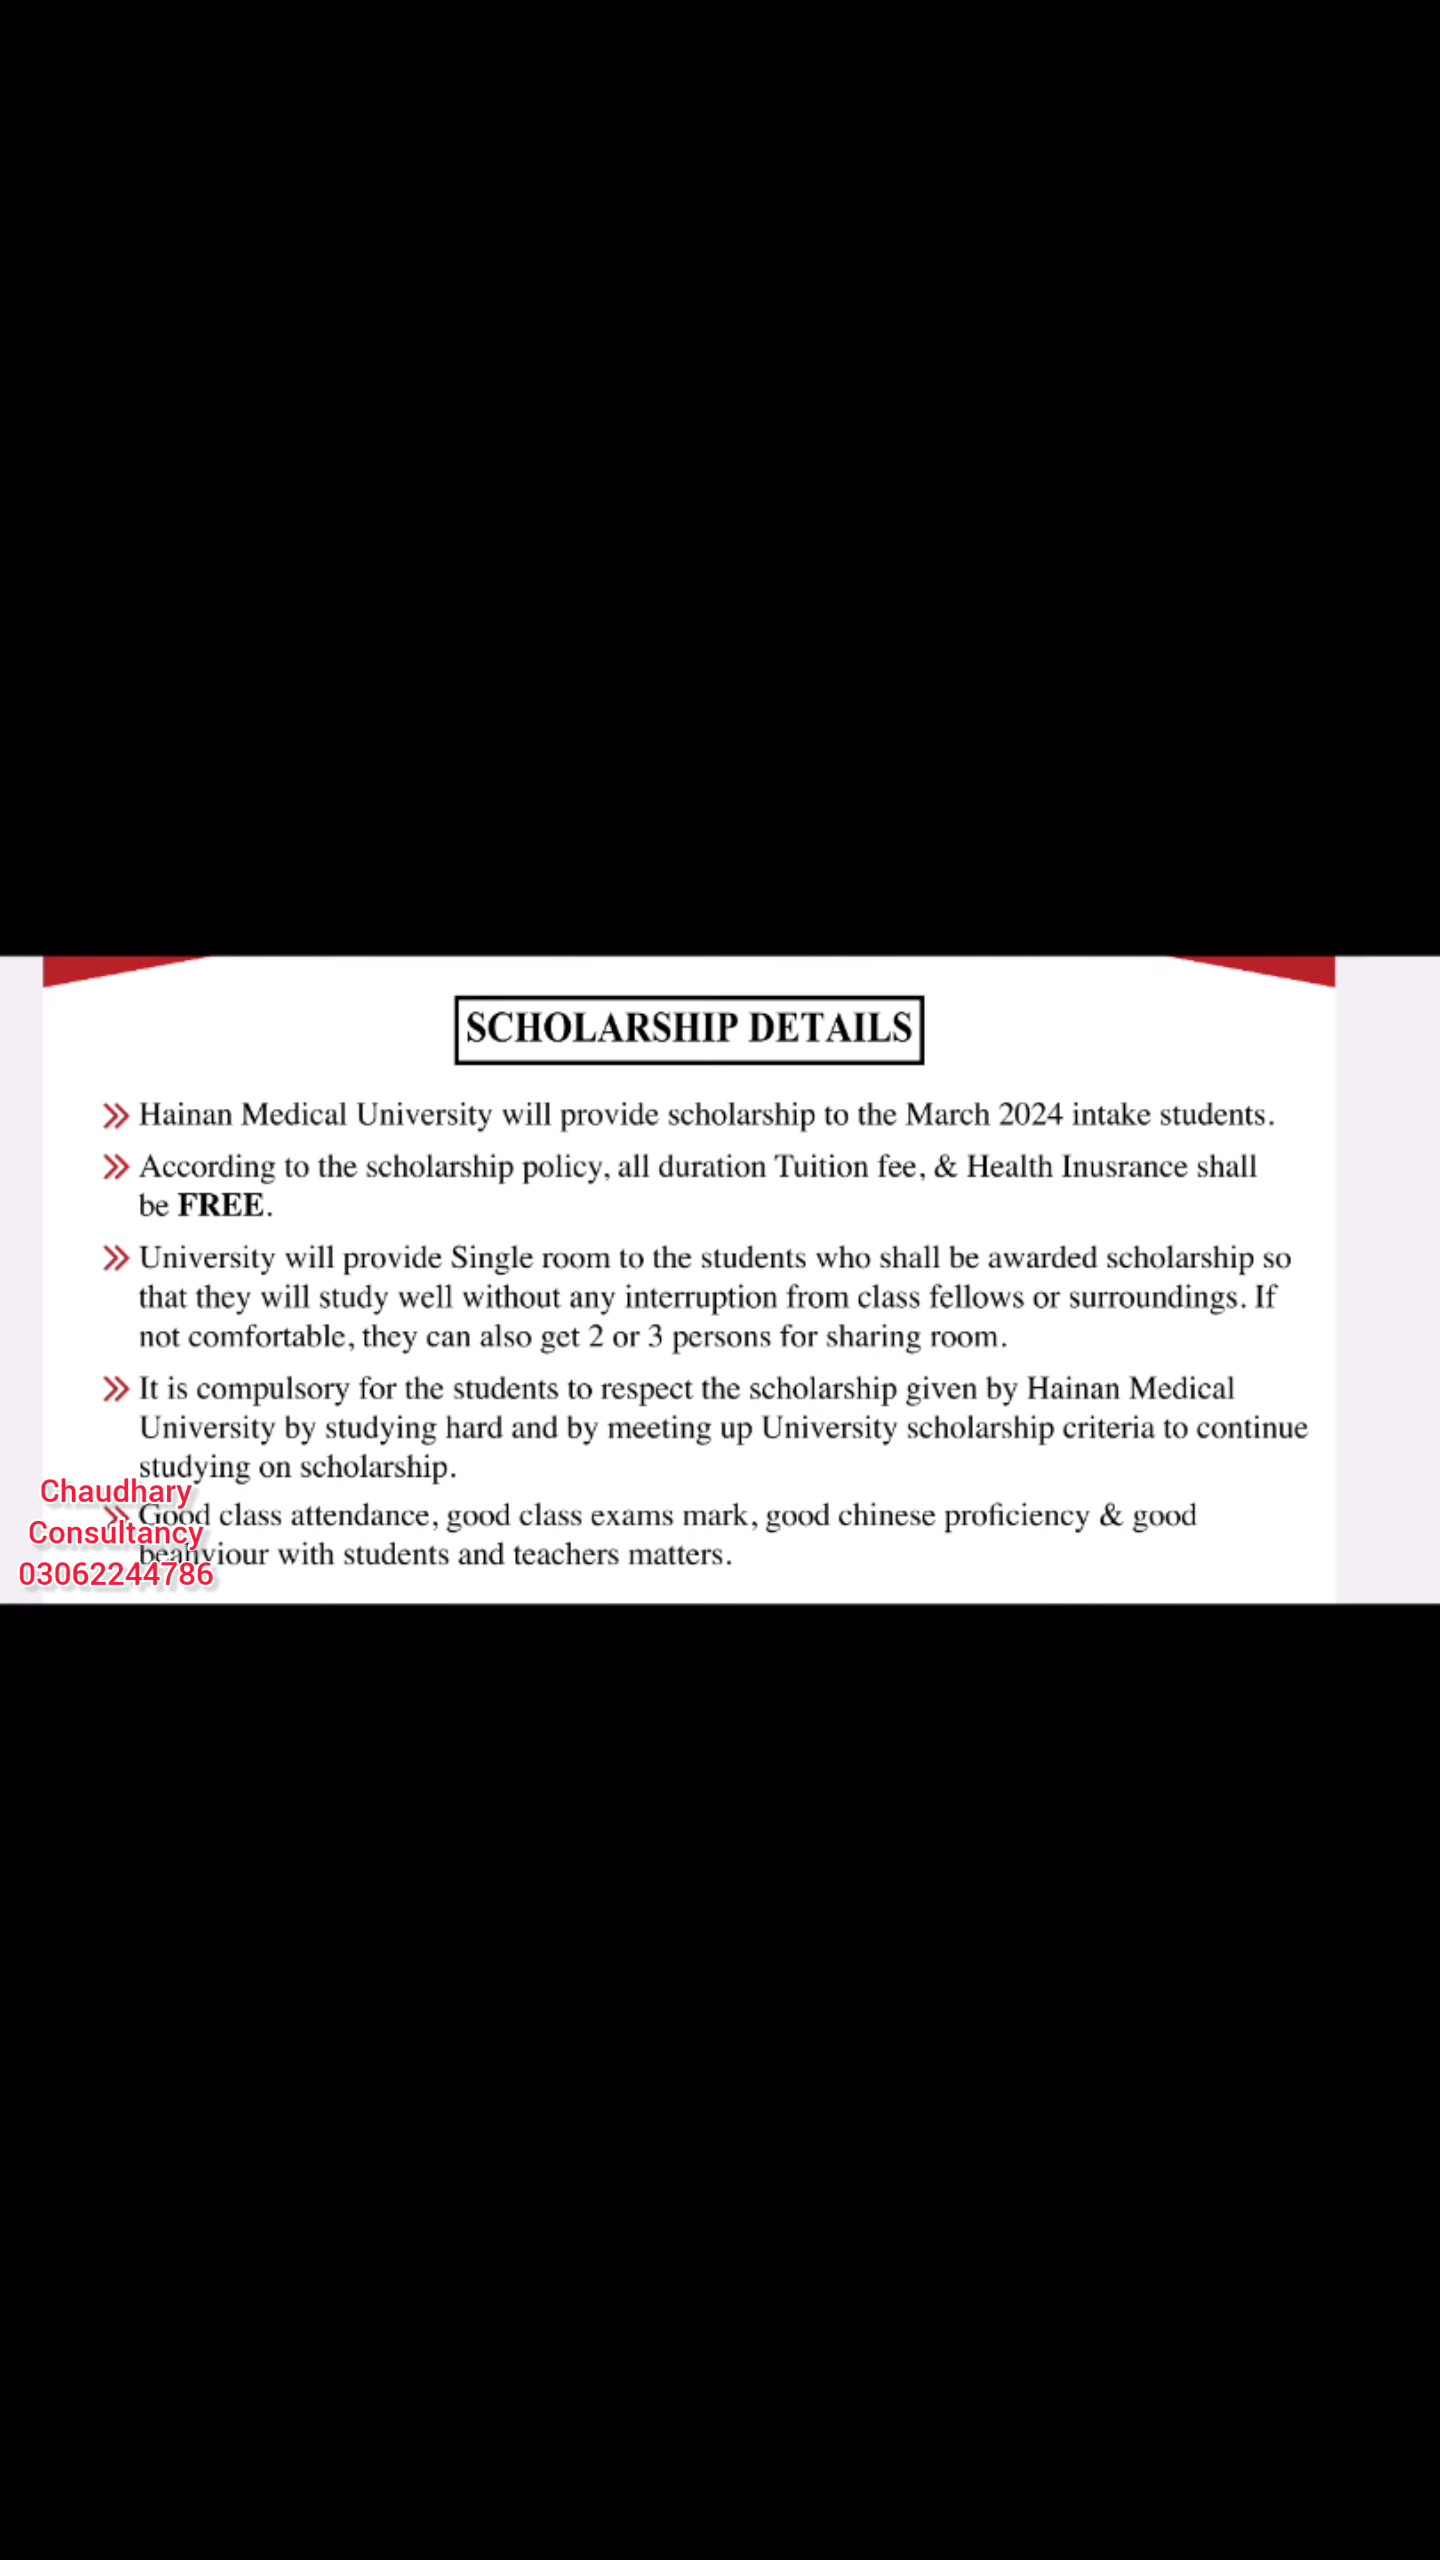 SCHOLARSHIP DETAILS
Hainan Medical University will provide scholarship to the March 2024 intake students.
According to the scholarship policy, all duration Tuition fee, & Health Inusrance shall
be FREE.
University will provide Single room to the students who shall be awarded scholarship so
that they will study well without any interruption from class fellows or surroundings. If
not comfortable, they can also get 2 or 3 persons for sharing room.
It is compulsory for the students to respect the scholarship given by Hainan Medical
University by studying hard and by meeting up University scholarship criteria to continue
studying on scholarship.
Good class attendance, good class exams mark, good chinese proficiency & good
beahviour with students and teachers matters.
Chaudhary
Consultancy
03062244786